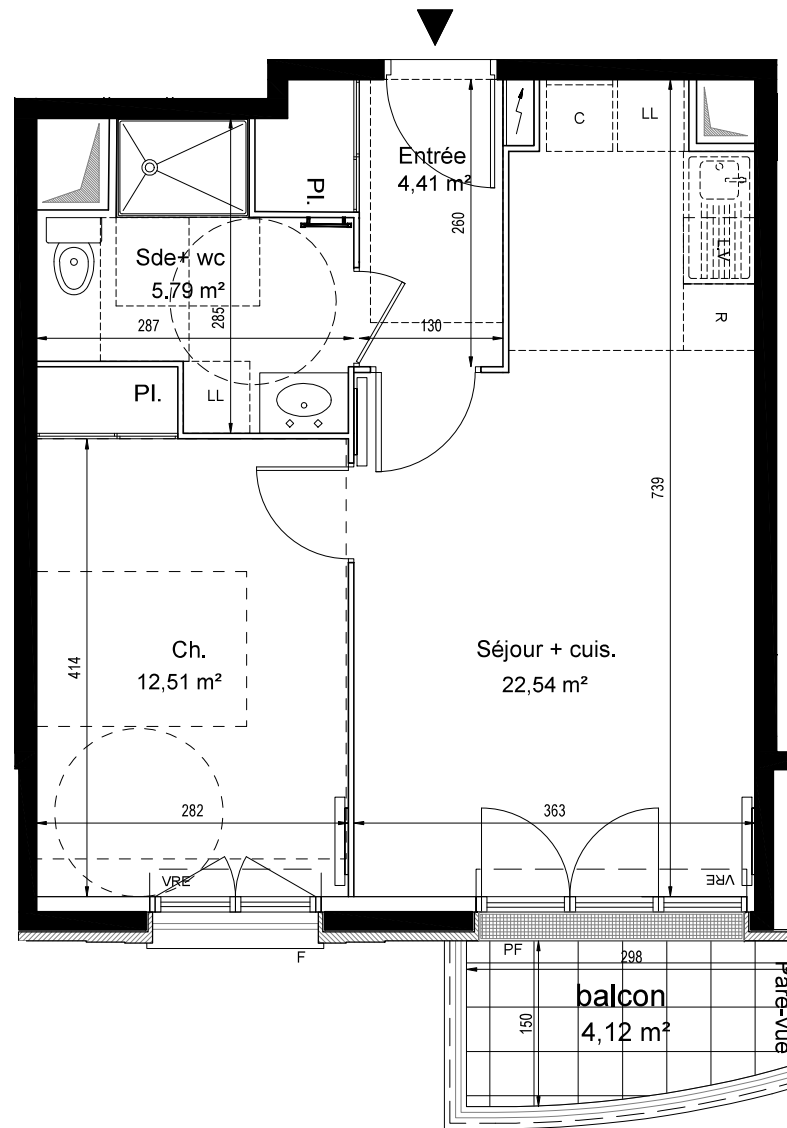 C
LL
Entrée
4,41 m²
Pl.
260
Sde+ wc
5.79 m²
285
L.V
287
130
R
Pl.
LL
739
414
Ch.
12,51 m²
Séjour + cuis.
22,54 m²
282
363
VRE
VRE
F
PF
298
balcon
4,12 m²
150
Pare-vue